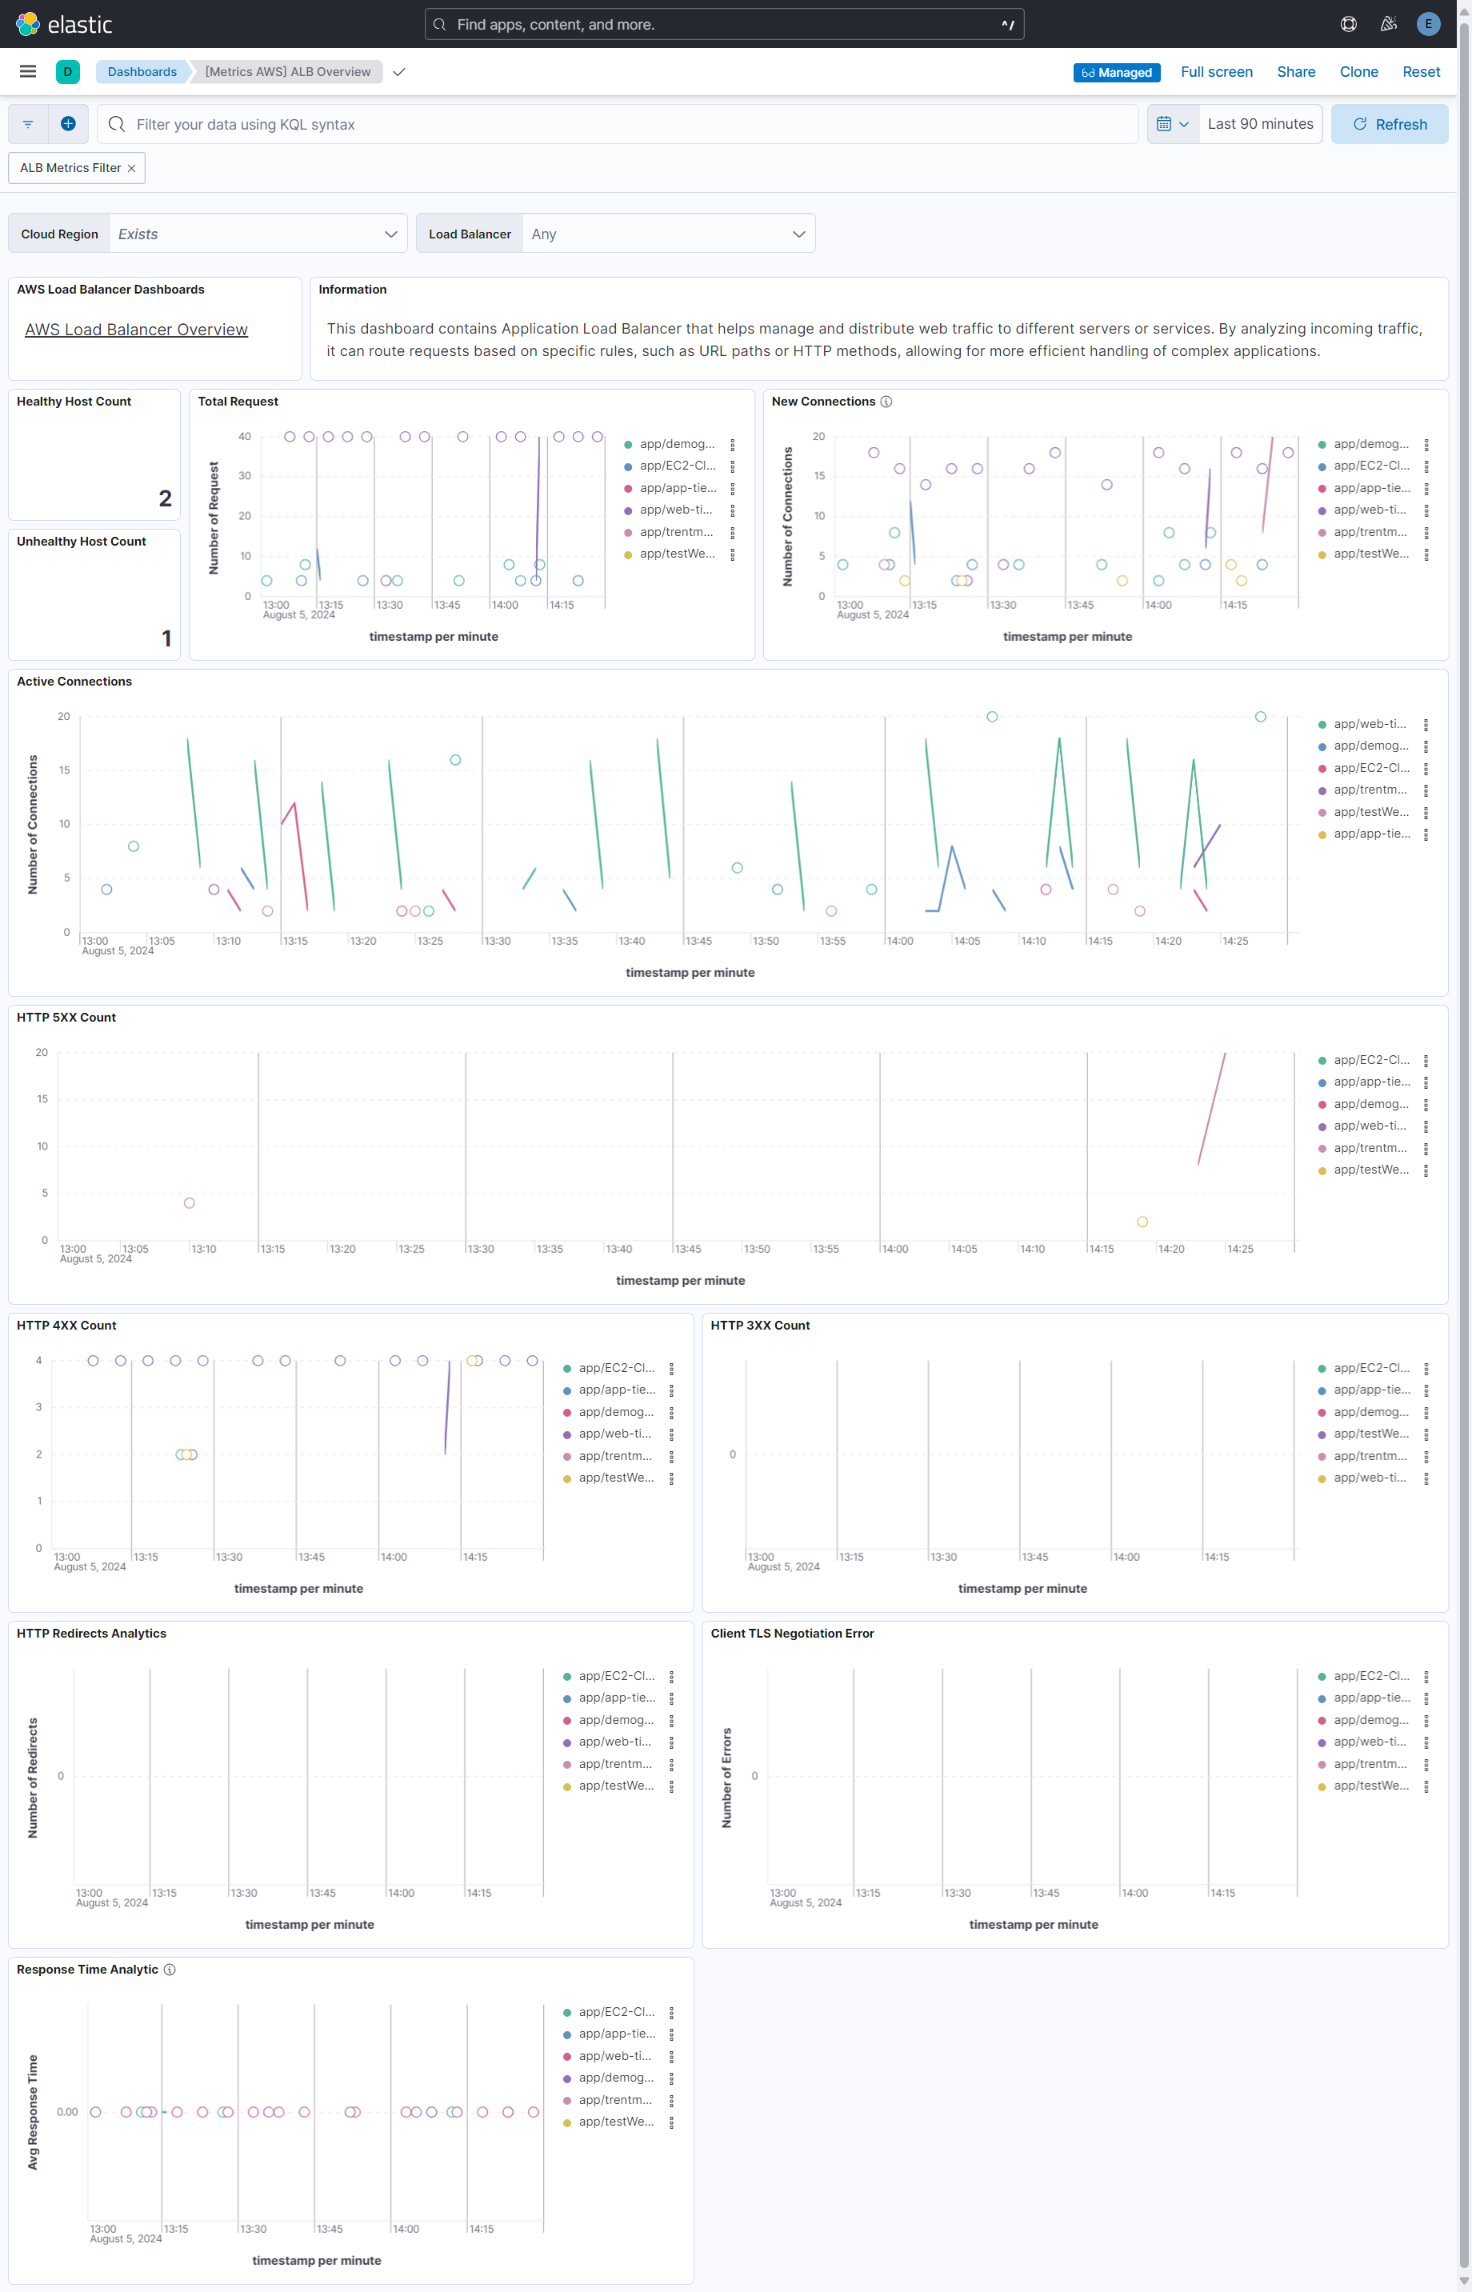 elastic
Find apps, content, and more.
^/
E
D
Dashboards
[Metrics AWS] ALB Overview
Managed
Full screen
Share
Clone
Reset
Filter your data using KQL syntax
Last 90 minutes
Refresh
ALB Metrics Filter
Cloud Region
Exists
Load Balancer
Any
AWS Load Balancer Dashboards
AWS Load Balancer Overview
Information
This dashboard contains Application Load Balancer that helps manage and distribute web traffic to different servers or services. By analyzing incoming traffic,
it can route requests based on specific rules, such as URL paths or HTTP methods, allowing for more efficient handling of complex applications.
Healthy Host Count
2
Unhealthy Host Count
1
Total Request
Number of Request
40
30
20
10
0
13:00 13:15 13:30 13:45 14:00 14:15
August 5, 2024
timestamp per minute
app/demog...
app/EC2-Cl...
app/app-tie...
app/web-ti...
app/trentm...
app/testWe...
New Connections
Number of Connections
20
15
10
5
0
13:00 13:15 13:30 13:45 14:00 14:15
August 5, 2024
timestamp per minute
app/demog...
app/EC2-Cl...
app/app-tie...
app/web-ti...
app/trentm...
app/testWe...
Active Connections
Number of Connections
20
15
10
5
0
13:00 13:05 13:10 13:15 13:20 13:25 13:30 13:35 13:40 13:45 13:50 13:55 14:00 14:05 14:10 14:15 14:20 14:25
August 5, 2024
timestamp per minute
app/web-ti...
app/demog...
app/EC2-Cl...
app/trentm...
app/testWe...
app/app-tie...
HTTP 5XX Count
20
15
10
5
0
13:00 13:05 13:10 13:15 13:20 13:25 13:30 13:35 13:40 13:45 13:50 13:55 14:00 14:05 14:10 14:15 14:20 14:25
August 5, 2024
timestamp per minute
app/EC2-Cl...
app/app-tie...
app/demog...
app/web-ti...
app/trentm...
app/testWe...
HTTP 4XX Count
4
3
2
1
0
13:00 13:15 13:30 13:45 14:00 14:15
August 5, 2024
timestamp per minute
app/EC2-Cl...
app/app-tie...
app/demog...
app/web-ti...
app/trentm...
app/testWe...
HTTP 3XX Count
0
13:00 13:15 13:30 13:45 14:00 14:15
August 5, 2024
timestamp per minute
app/EC2-Cl...
app/app-tie...
app/demog...
app/testWe...
app/trentm...
app/web-ti...
HTTP Redirects Analytics
Number of Redirects
0
13:00 13:15 13:30 13:45 14:00 14:15
August 5, 2024
timestamp per minute
app/EC2-Cl...
app/app-tie...
app/demog...
app/web-ti...
app/trentm...
app/testWe...
Client TLS Negotiation Error
Number of Errors
0
13:00 13:15 13:30 13:45 14:00 14:15
August 5, 2024
timestamp per minute
app/EC2-Cl...
app/app-tie...
app/demog...
app/web-ti...
app/trentm...
app/testWe...
Response Time Analytic
Avg Response Time
0.00
13:00 13:15 13:30 13:45 14:00 14:15
August 5, 2024
timestamp per minute
app/EC2-Cl...
app/app-tie...
app/web-ti...
app/demog...
app/trentm...
app/testWe...